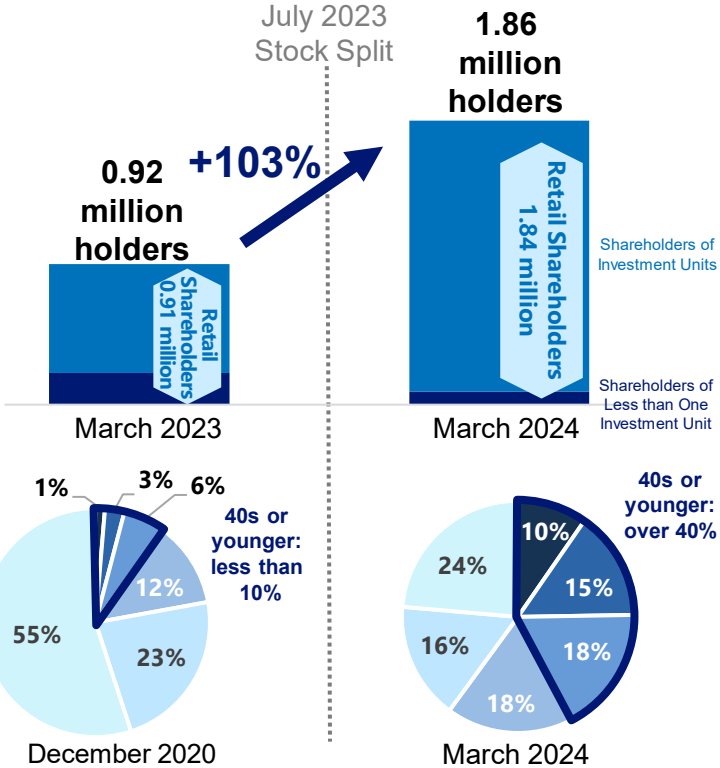 July 2023
Stock Split
0.92
million
holders
+103%
1.86
million
holders
Retail
Shareholders
0.91 million
Retail Shareholders
1.84 million
Shareholders of
Investment Units
Shareholders of
Less than One
Investment Unit
March 2023
March 2024
1%
3%
6%
12%
23%
55%
40s or
younger:
less than
10%
December 2020
10%
15%
18%
18%
16%
24%
40s or
younger:
over 40%
March 2024